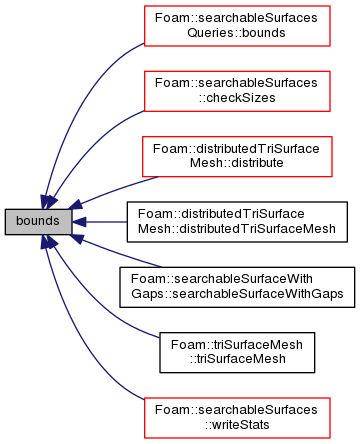 Foam::searchableSurfaces
Queries::bounds
Foam::searchableSurfaces
::checkSizes
Foam::distributedTriSurface
Mesh::distribute
bounds
Foam::distributedTriSurface
Mesh::distributedTriSurfaceMesh
Foam::searchableSurfaceWith
Gaps::searchableSurfaceWithGaps
Foam::triSurfaceMesh
::triSurfaceMesh
Foam::searchableSurfaces
::writeStats